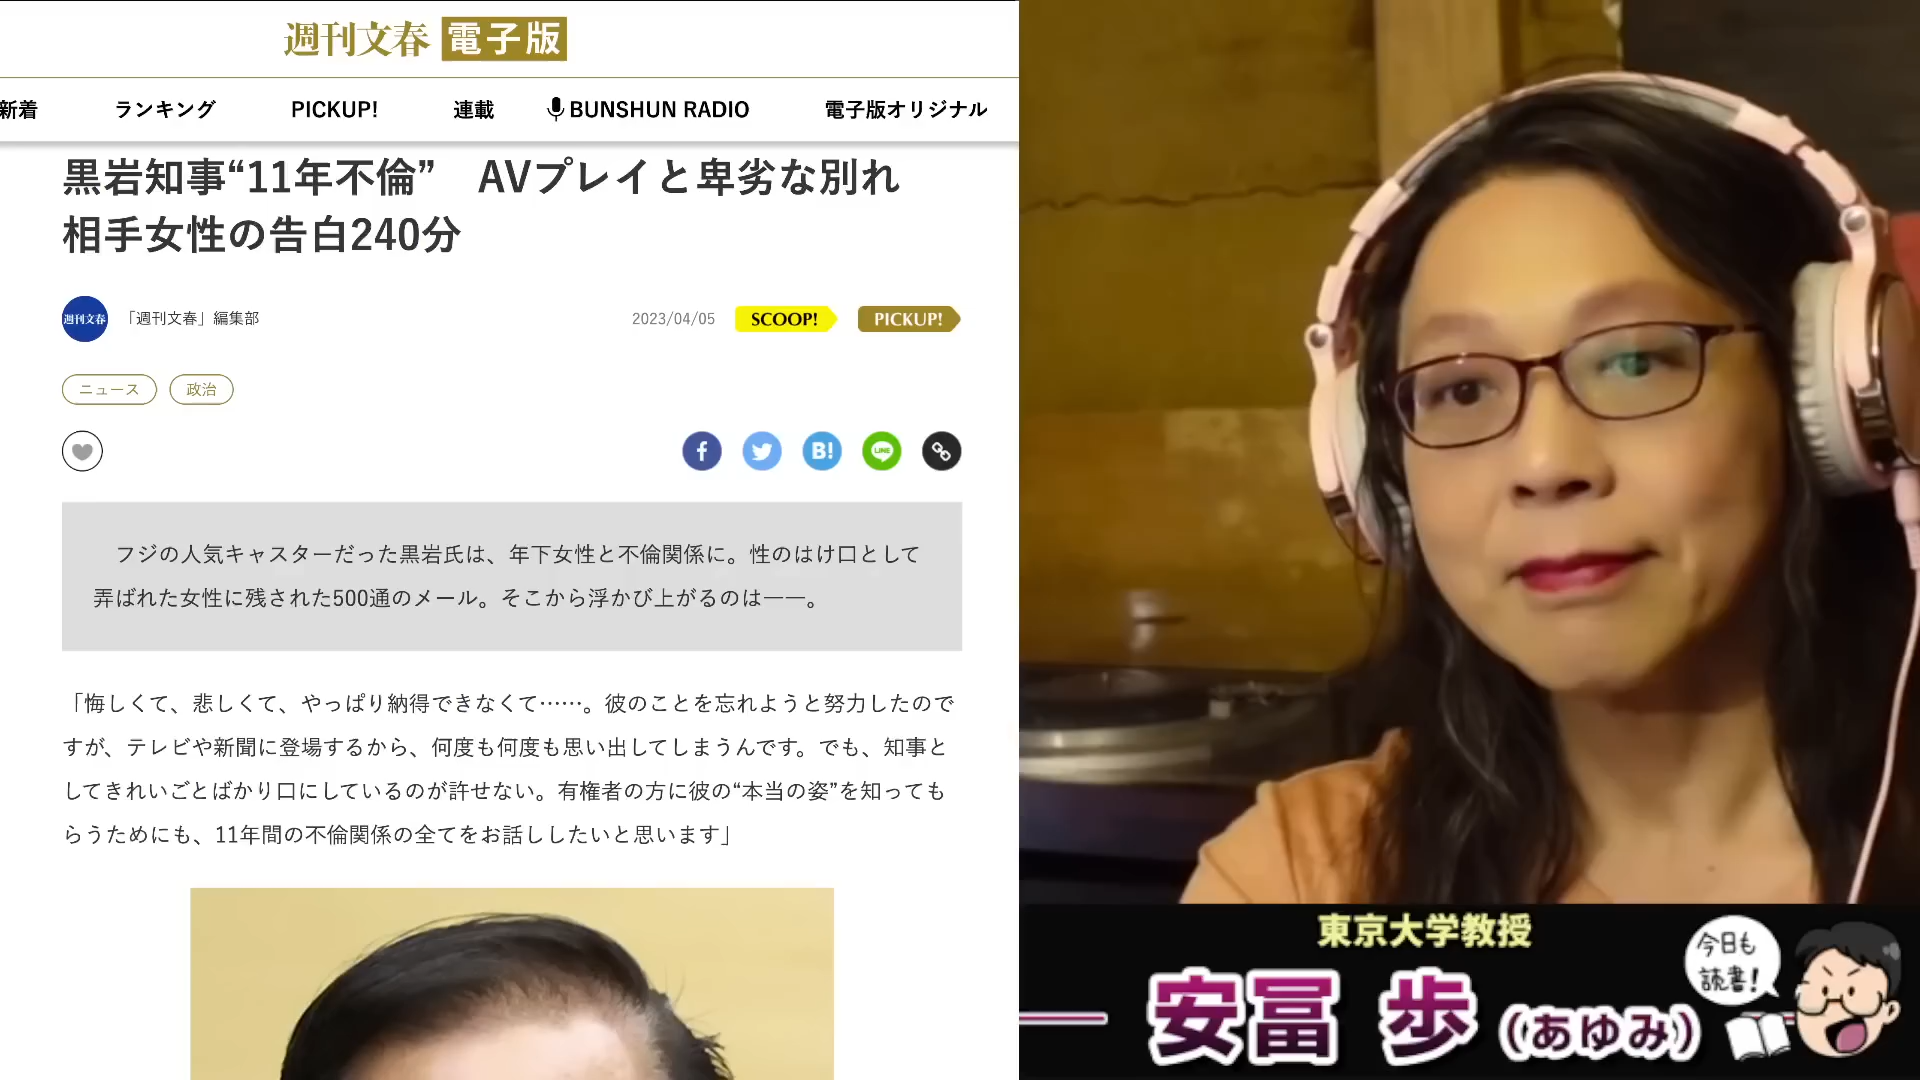 週刊文春 電子版
新着 ランキング PICKUP! 連載 BUNSHUN RADIO 電子版オリジナル
黒岩知事“11年不倫” AVプレイと卑劣な別れ
相手女性の告白240分
週刊文春 「週刊文春」編集部 2023/04/05 SCOOP! PICKUP!
ニュース 政治
f B! LINE
フジの人気キャスターだった黒岩氏は、年下女性と不倫関係に。性のはけ口として
弄ばれた女性に残された500通のメール。そこから浮かび上がるのは——。
「悔しくて、悲しくて、やっぱり納得できなくて……。彼のことを忘れようと努力したので
すが、テレビや新聞に登場するから、何度も何度も思い出してしまうんです。でも、知事と
してきれいごとばかり口にしているのが許せない。有権者の方に彼の“本当の姿”を知っても
らうためにも、11年間の不倫関係の全てをお話ししたいと思います」
東京大学教授
安冨 歩 (あゆみ)
今日も
読書!